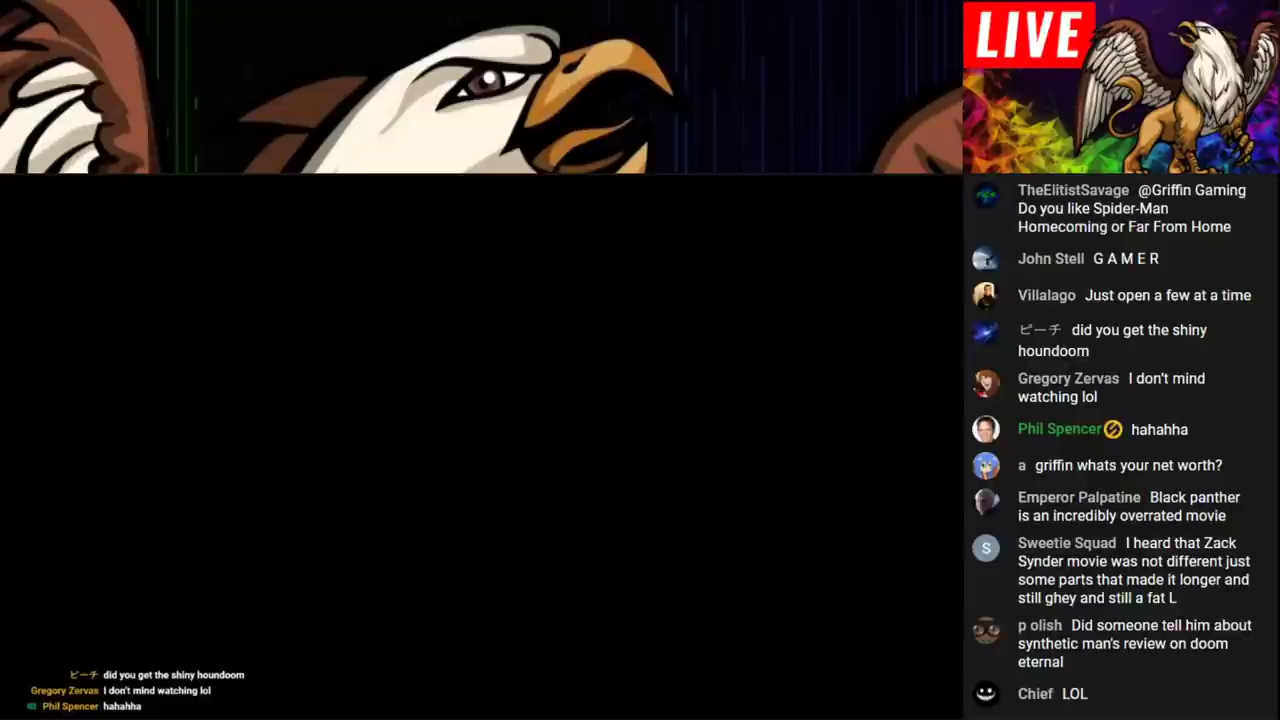 LIVE
TheElitistSavage @Griffin Gaming
Do you like Spider-Man
Homecoming or Far From Home
John Stell G A M E R
Villalago Just open a few at a time
ピーチ did you get the shiny
houndoom
Gregory Zervas I don't mind
watching lol
Phil Spencer hahahha
a griffin whats your net worth?
Emperor Palpatine Black panther
is an incredibly overrated movie
S
Sweetie Squad I heard that Zack
Synder movie was not different just
some parts that made it longer and
still ghey and still a fat L
p olish Did someone tell him about
synthetic man's review on doom
eternal
Chief LOL
ピーチ did you get the shiny houndoom
Gregory Zervas I don't mind watching lol
Phil Spencer hahahha